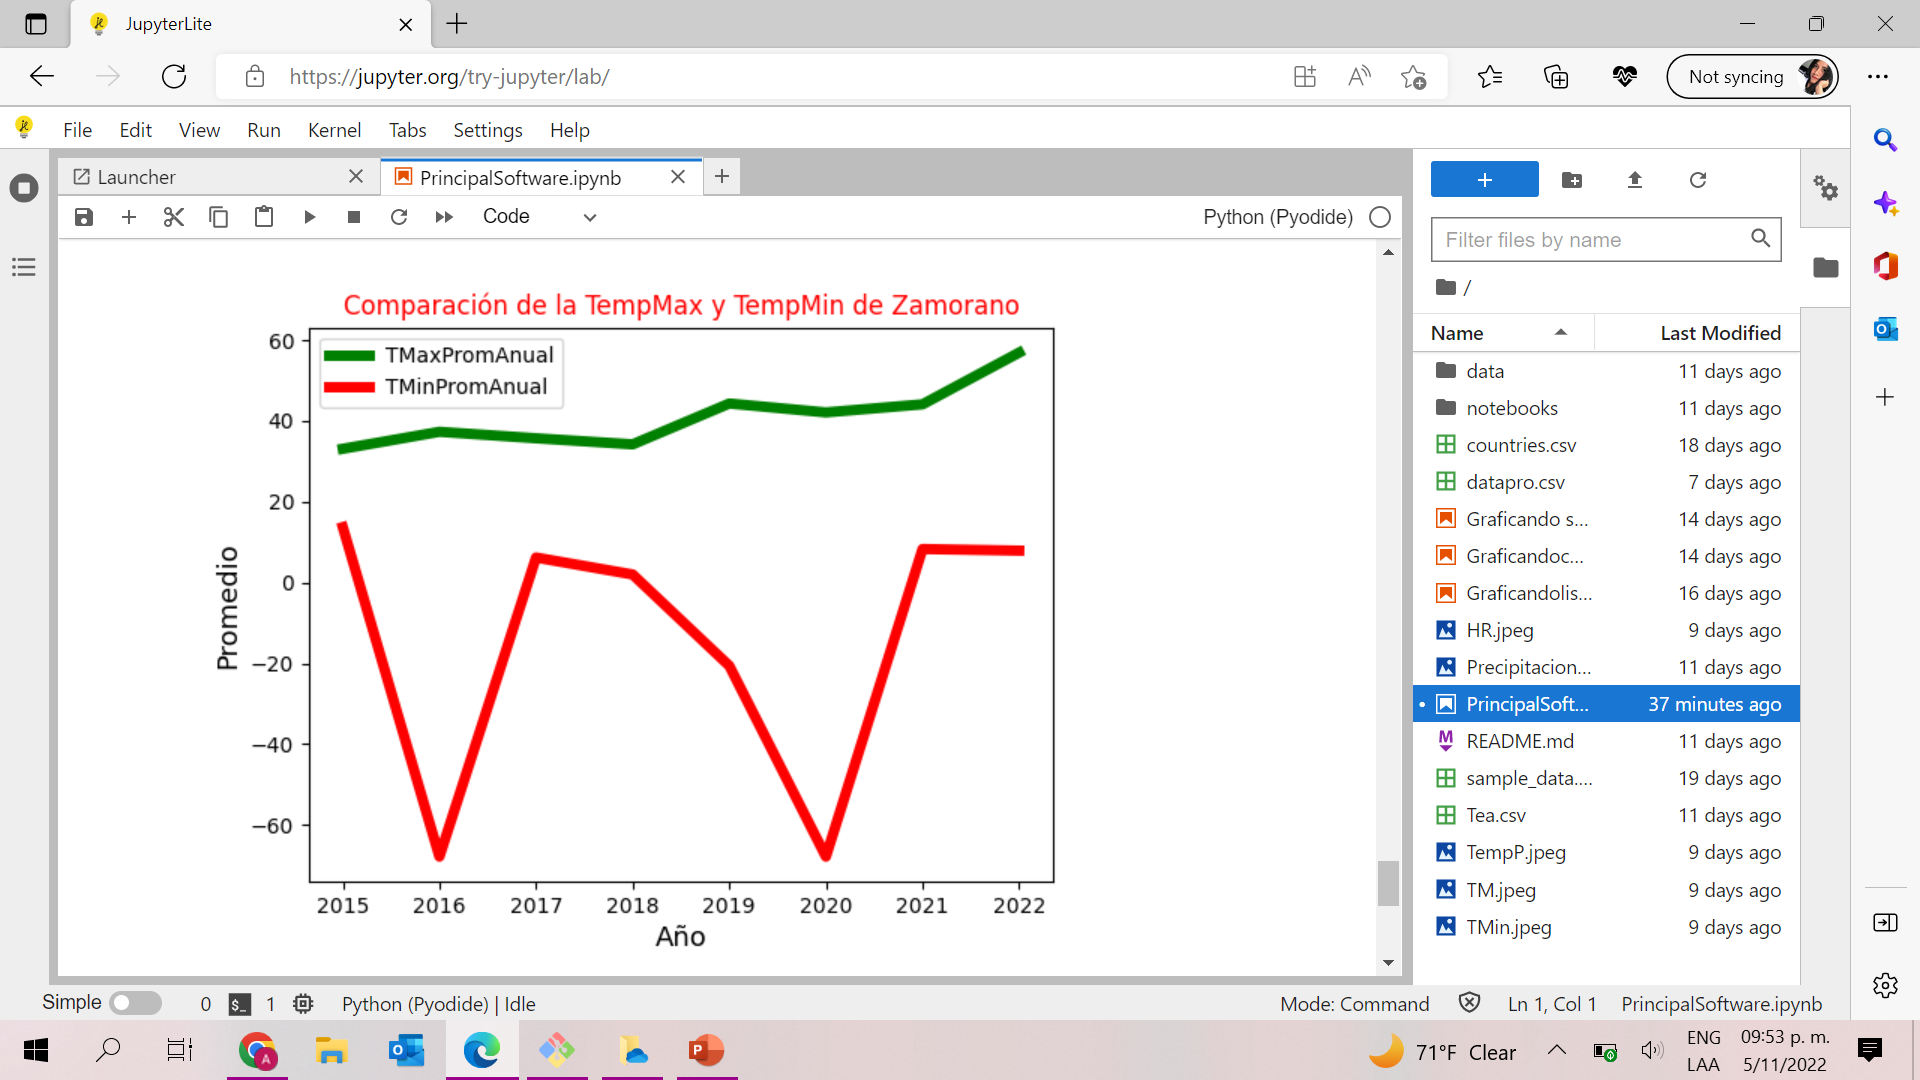 JupyterLite
https://jupyter.org/try-jupyter/lab/
Not syncing
File Edit View Run Kernel Tabs Settings Help
Launcher
PrincipalSoftware.ipynb
Code
Python (Pyodide)
Comparación de la TempMax y TempMin de Zamorano
TMaxPromAnual
TMinPromAnual
60
40
20
0
−20
−40
−60
Promedio
2015 2016 2017 2018 2019 2020 2021 2022
Año
Filter files by name
/
Name Last Modified
data 11 days ago
notebooks 11 days ago
countries.csv 18 days ago
datapro.csv 7 days ago
Graficando s... 14 days ago
Graficandoc... 14 days ago
Graficandolis... 16 days ago
HR.jpeg 9 days ago
Precipitacion... 11 days ago
PrincipalSoft... 37 minutes ago
README.md 11 days ago
sample_data.... 19 days ago
Tea.csv 11 days ago
TempP.jpeg 9 days ago
TM.jpeg 9 days ago
TMin.jpeg 9 days ago
Simple 0 $_ 1 Python (Pyodide) | Idle
Mode: Command Ln 1, Col 1 PrincipalSoftware.ipynb
71°F Clear
ENG
LAA
09:53 p. m.
5/11/2022